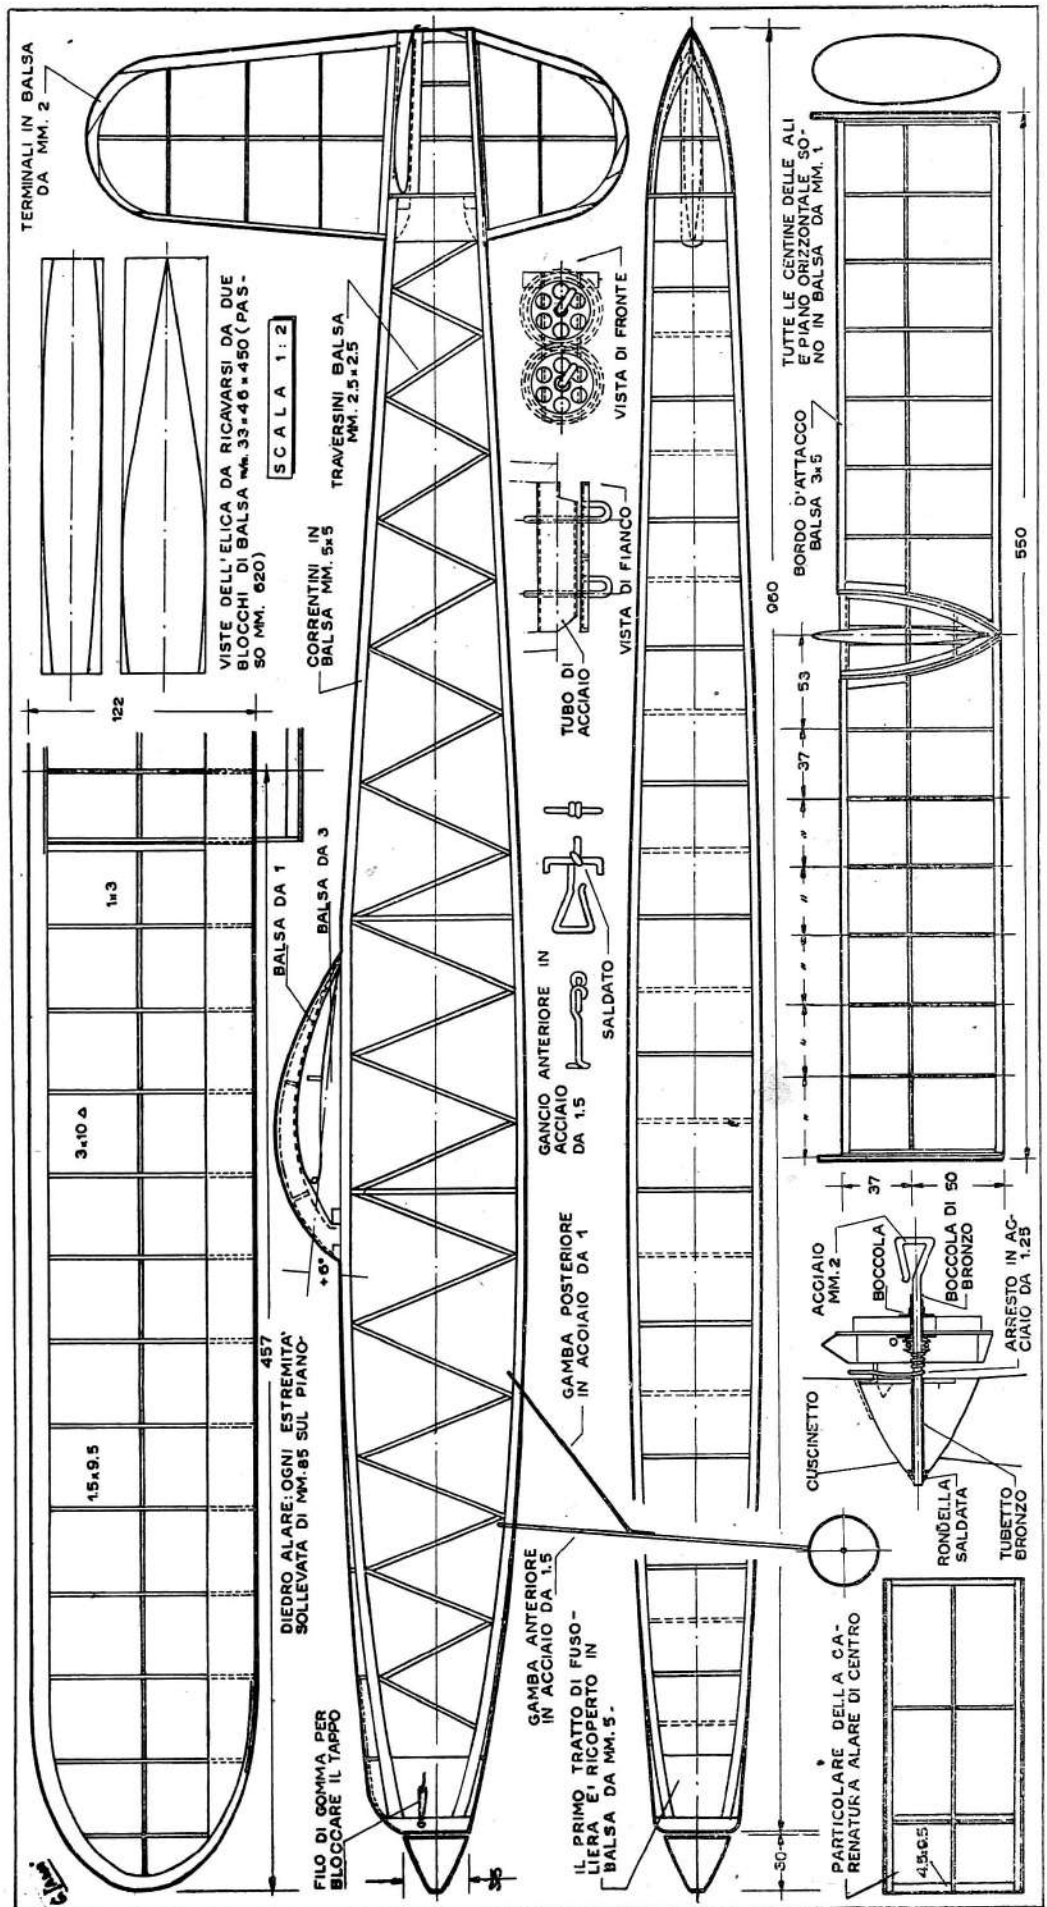 TERMINALI IN BALSA
DA MM. 2
VISTE DELL'ELICA DA RICAVARSI DA DUE
BLOCCHI DI BALSA m/m. 33×46×450 (PAS-
SO MM. 620)
SCALA 1:2
TRAVERSINI BALSA
MM. 2.5×2.5
CORRENTINI IN
BALSA MM. 5×5
VISTA DI FRONTE
VISTA DI FIANCO
TUBO DI
ACCIAIO
TUTTE LE CENTINE DELLE ALI
E PIANO ORIZZONTALE SO-
NO IN BALSA DA MM. 1
BORDO D'ATTACCO
BALSA 3×5
550
960
53
37
"
"
"
"
"
37
50
122
1×3
3×10 △
1.5×9.5
457
BALSA DA 1
BALSA DA 3
+6°
DIEDRO ALARE: OGNI ESTREMITA'
SOLLEVATA DI MM. 85 SUL PIANO-
GANCIO ANTERIORE IN
ACCIAIO
DA 1.5
SALDATO
GAMBA POSTERIORE
IN ACCIAIO DA 1
GAMBA ANTERIORE
IN ACCIAIO DA 1.5
ACCIAIO
MM. 2
BOCCOLA
BOCCOLA DI
BRONZO
ARRESTO IN AC-
CIAIO DA 1.25
CUSCINETTO
RONDELLA
SALDATA
TUBETTO
BRONZO
FILO DI GOMMA PER
BLOCCARE IL TAPPO
IL PRIMO TRATTO DI FUSO-
LIERA E' RICOPERTO IN
BALSA DA MM. 5 -
30
PARTICOLARE DELLA CA-
RENATURA ALARE DI CENTRO
4.5×9.5